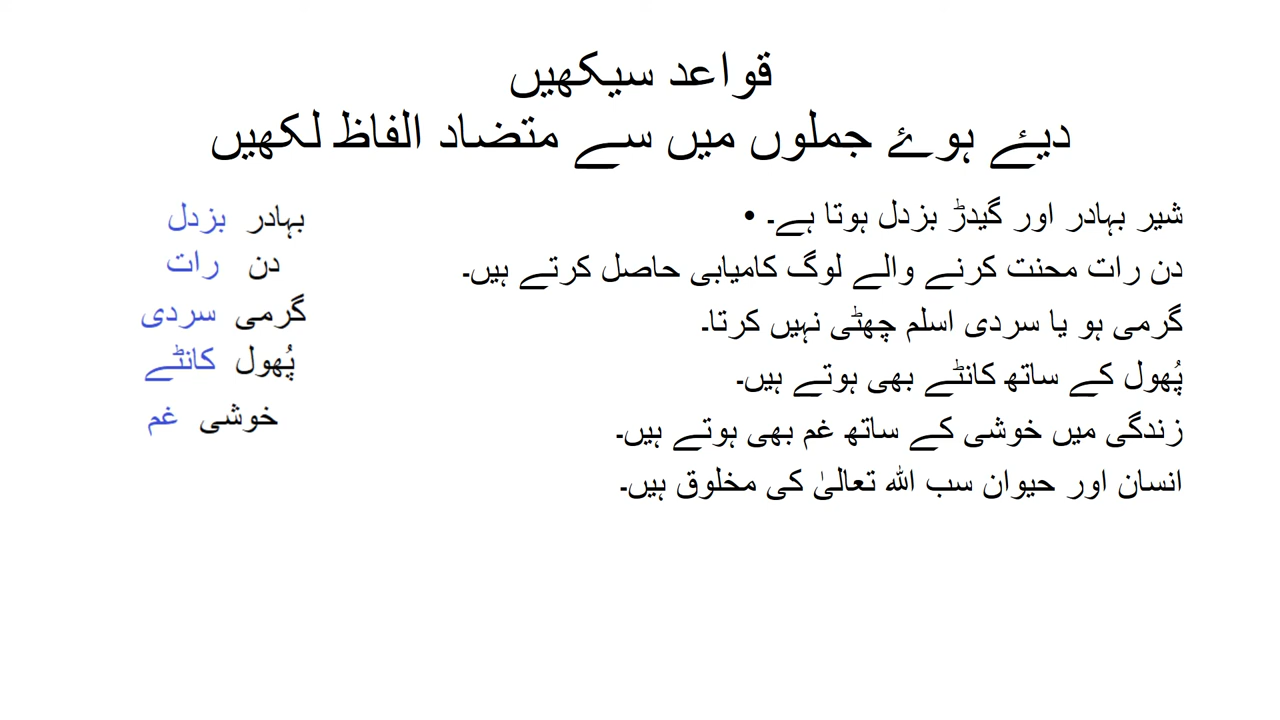 قواعد سیکھیں
دیۓ ہوۓ جملوں میں سے متضاد الفاظ لکھیں
شیر بہادر اور گیدڑ بزدل ہوتا ہے۔ •
دن رات محنت کرنے والے لوگ کامیابی حاصل کرتے ہیں۔
گرمی ہو یا سردی اسلم چھٹی نہیں کرتا۔
پُھول کے ساتھ کانٹے بھی ہوتے ہیں۔
زندگی میں خوشی کے ساتھ غم بھی ہوتے ہیں۔
انسان اور حیوان سب اللہ تعالیٰ کی مخلوق ہیں۔
بہادر بزدل
دن رات
گرمی سردی
پُھول کانٹے
خوشی غم